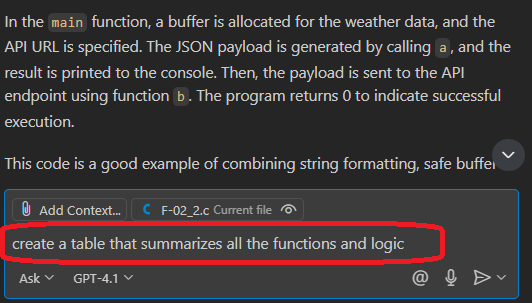 In the main function, a buffer is allocated for the weather data, and the
API URL is specified. The JSON payload is generated by calling a, and the
result is printed to the console. Then, the payload is sent to the API
endpoint using function b. The program returns 0 to indicate successful
execution.
This code is a good example of combining string formatting, safe buffer
Add Context... C F-02_2.c Current file
create a table that summarizes all the functions and logic
Ask GPT-4.1 @